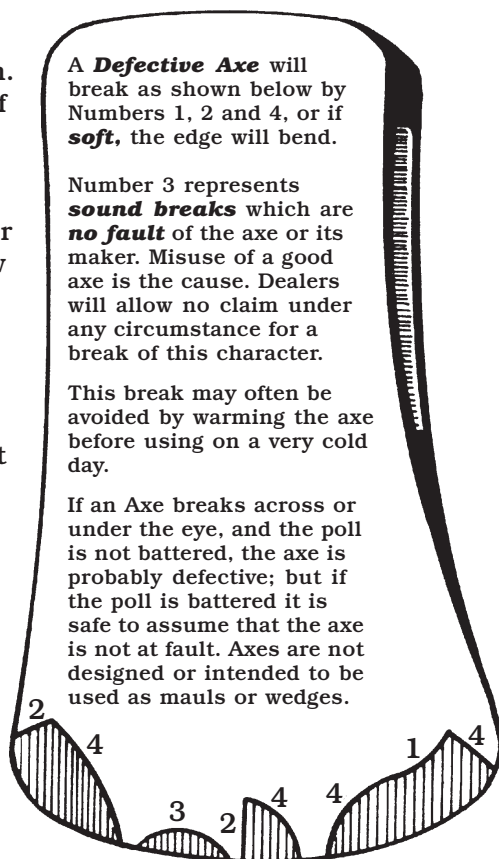 n.
f
r
y
t
A Defective Axe will
break as shown below by
Numbers 1, 2 and 4, or if
soft, the edge will bend.
Number 3 represents
sound breaks which are
no fault of the axe or its
maker. Misuse of a good
axe is the cause. Dealers
will allow no claim under
any circumstance for a
break of this character.
This break may often be
avoided by warming the axe
before using on a very cold
day.
If an Axe breaks across or
under the eye, and the poll
is not battered, the axe is
probably defective; but if
the poll is battered it is
safe to assume that the axe
is not at fault. Axes are not
designed or intended to be
used as mauls or wedges.
2 4 3 2 4 4 1 4